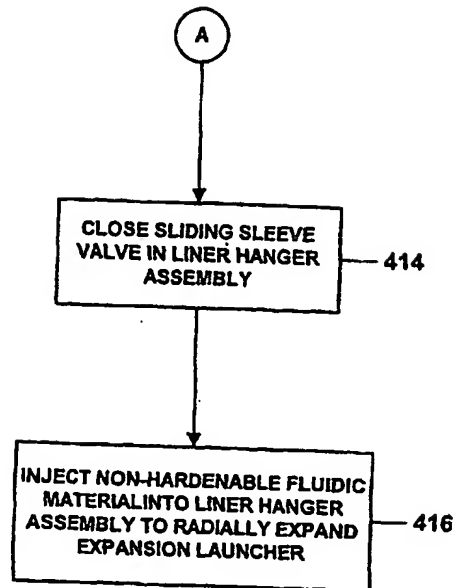 A
CLOSE SLIDING SLEEVE
VALVE IN LINER HANGER
ASSEMBLY
414
INJECT NON-HARDENABLE FLUIDIC
MATERIALINTO LINER HANGER
ASSEMBLY TO RADIALLY EXPAND
EXPANSION LAUNCHER
416